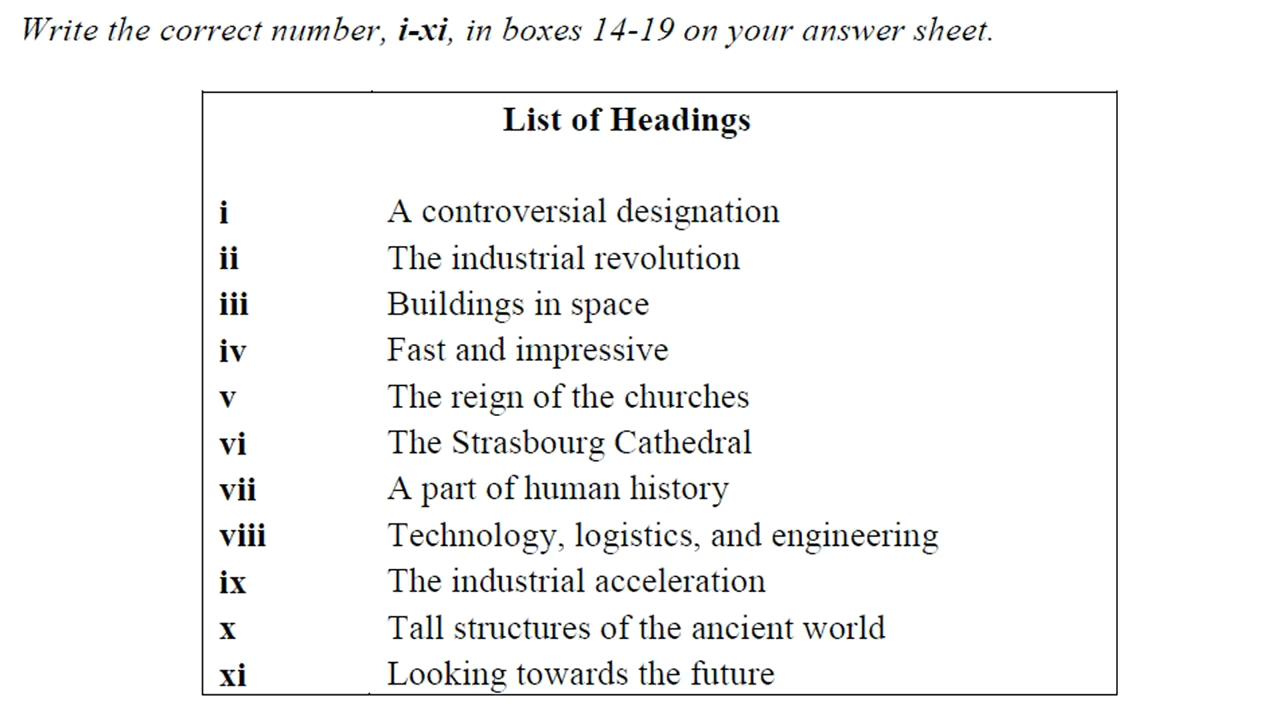 Write the correct number, i-xi, in boxes 14-19 on your answer sheet.
List of Headings
i A controversial designation
ii The industrial revolution
iii Buildings in space
iv Fast and impressive
v The reign of the churches
vi The Strasbourg Cathedral
vii A part of human history
viii Technology, logistics, and engineering
ix The industrial acceleration
x Tall structures of the ancient world
xi Looking towards the future